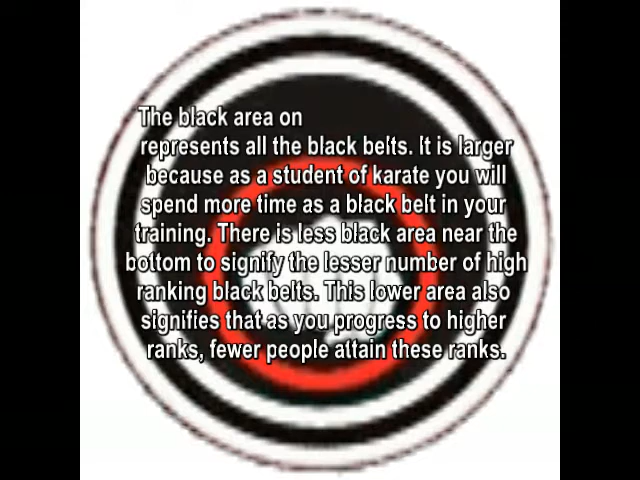 The black area on
represents all the black belts. It is larger
because as a student of karate you will
spend more time as a black belt in your
training. There is less black area near the
bottom to signify the lesser number of high
ranking black belts. This lower area also
signifies that as you progress to higher
ranks, fewer people attain these ranks.